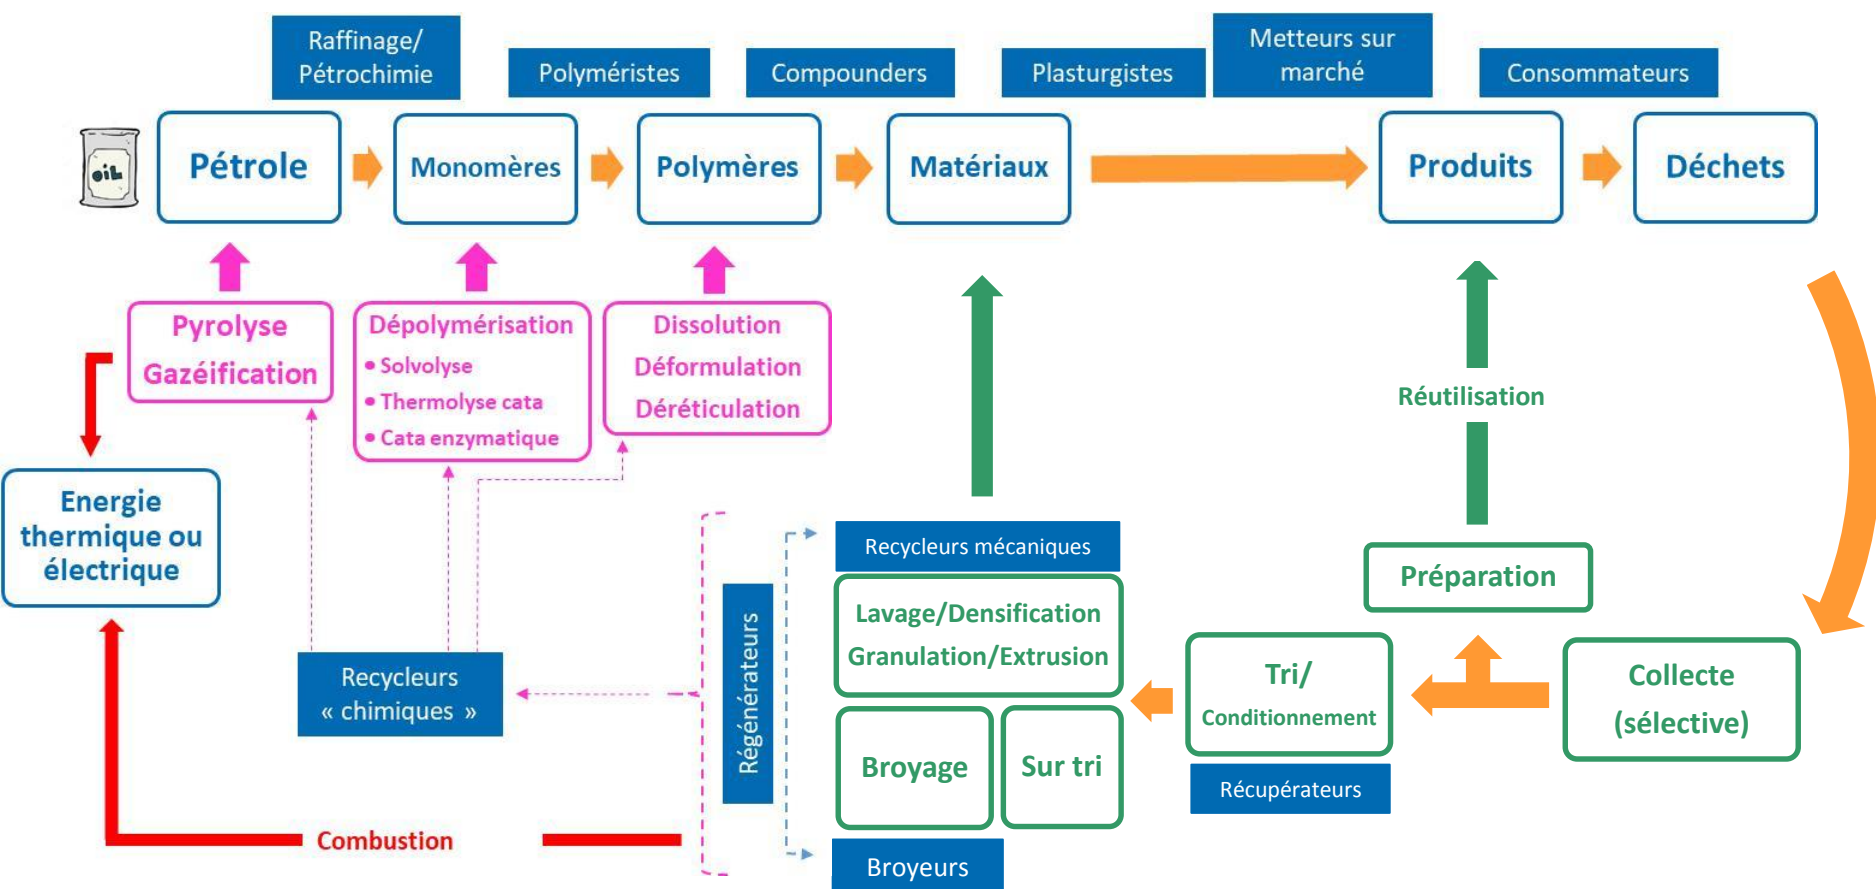 Raffinage/
Pétrochimie
Polyméristes
Compounders
Plasturgistes
Metteurs sur
marché
Consommateurs
OIL
Pétrole
Monomères
Polymères
Matériaux
Produits
Déchets
Pyrolyse
Gazéification
Dépolymérisation
• Solvolyse
• Thermolyse cata
• Cata enzymatique
Dissolution
Déformulation
Déréticulation
Réutilisation
Energie
thermique ou
électrique
Recycleurs mécaniques
Préparation
Lavage/Densification
Granulation/Extrusion
Régénérateurs
Recycleurs
« chimiques »
Tri/
Conditionnement
Collecte
(sélective)
Broyage
Sur tri
Récupérateurs
Combustion
Broyeurs